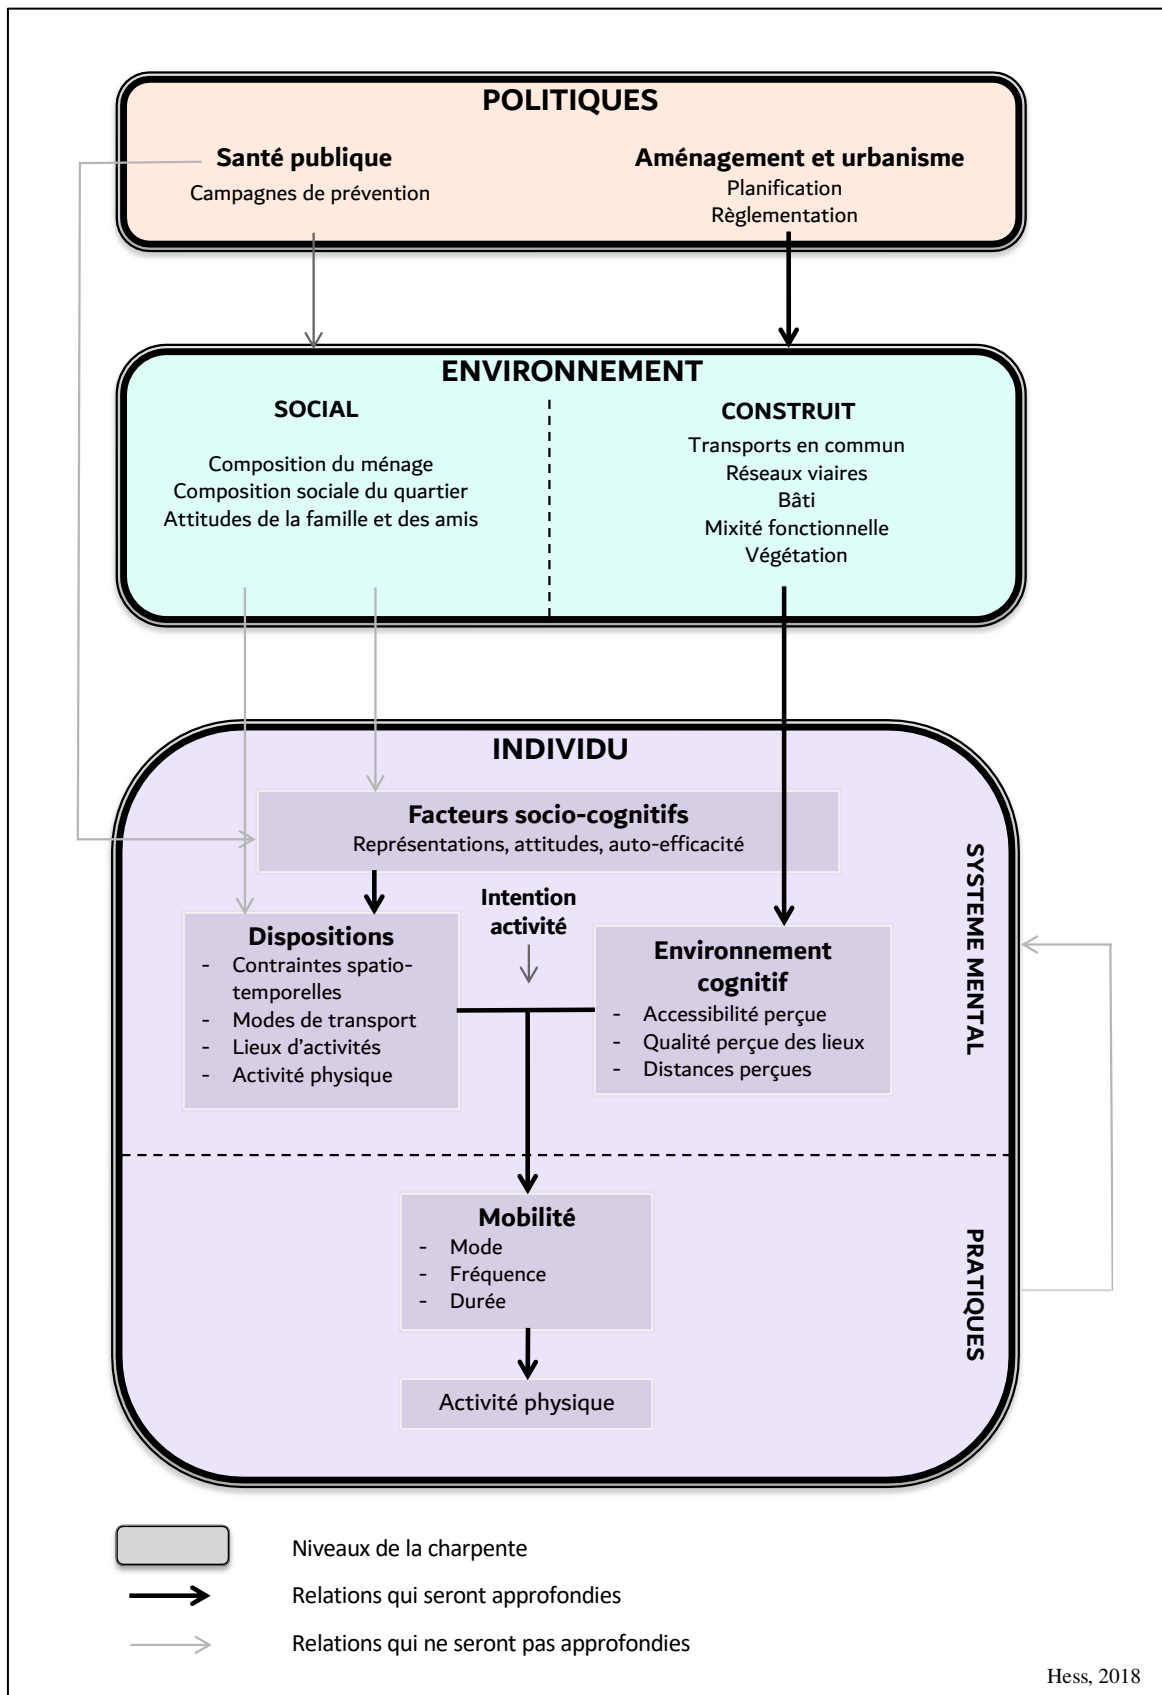 POLITIQUES
Santé publique
Campagnes de prévention
Aménagement et urbanisme
Planification
Règlementation
ENVIRONNEMENT
SOCIAL
Composition du ménage
Composition sociale du quartier
Attitudes de la famille et des amis
CONSTRUIT
Transports en commun
Réseaux viaires
Bâti
Mixité fonctionnelle
Végétation
INDIVIDU
Facteurs socio-cognitifs
Représentations, attitudes, auto-efficacité
Intention
activité
Dispositions
- Contraintes spatio-
temporelles
- Modes de transport
- Lieux d'activités
- Activité physique
Environnement
cognitif
- Accessibilité perçue
- Qualité perçue des lieux
- Distances perçues
SYSTEME MENTAL
Mobilité
- Mode
- Fréquence
- Durée
Activité physique
PRATIQUES
Niveaux de la charpente
Relations qui seront approfondies
Relations qui ne seront pas approfondies
Hess, 2018